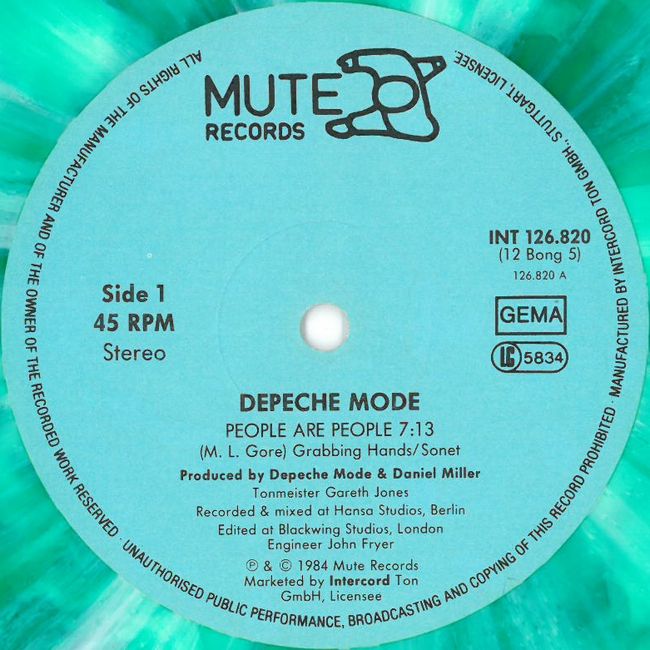 MUTE
RECORDS
INT 126.820
(12 Bong 5)
126.820 A
Side 1
45 RPM
Stereo
GEMA
LC 5834
DEPECHE MODE
PEOPLE ARE PEOPLE 7:13
(M. L. Gore) Grabbing Hands/Sonet
Produced by Depeche Mode & Daniel Miller
Tonmeister Gareth Jones
Recorded & mixed at Hansa Studios, Berlin
Edited at Blackwing Studios, London
Engineer John Fryer
℗ & © 1984 Mute Records
Marketed by Intercord Ton
GmbH, Licensee
ALL RIGHTS OF THE MANUFACTURER AND OF THE OWNER OF THE RECORDED WORK RESERVED · UNAUTHORISED PUBLIC PERFORMANCE, BROADCASTING AND COPYING OF THIS RECORD PROHIBITED · MANUFACTURED BY INTERCORD TON GMBH., STUTTGART, LICENSEE.